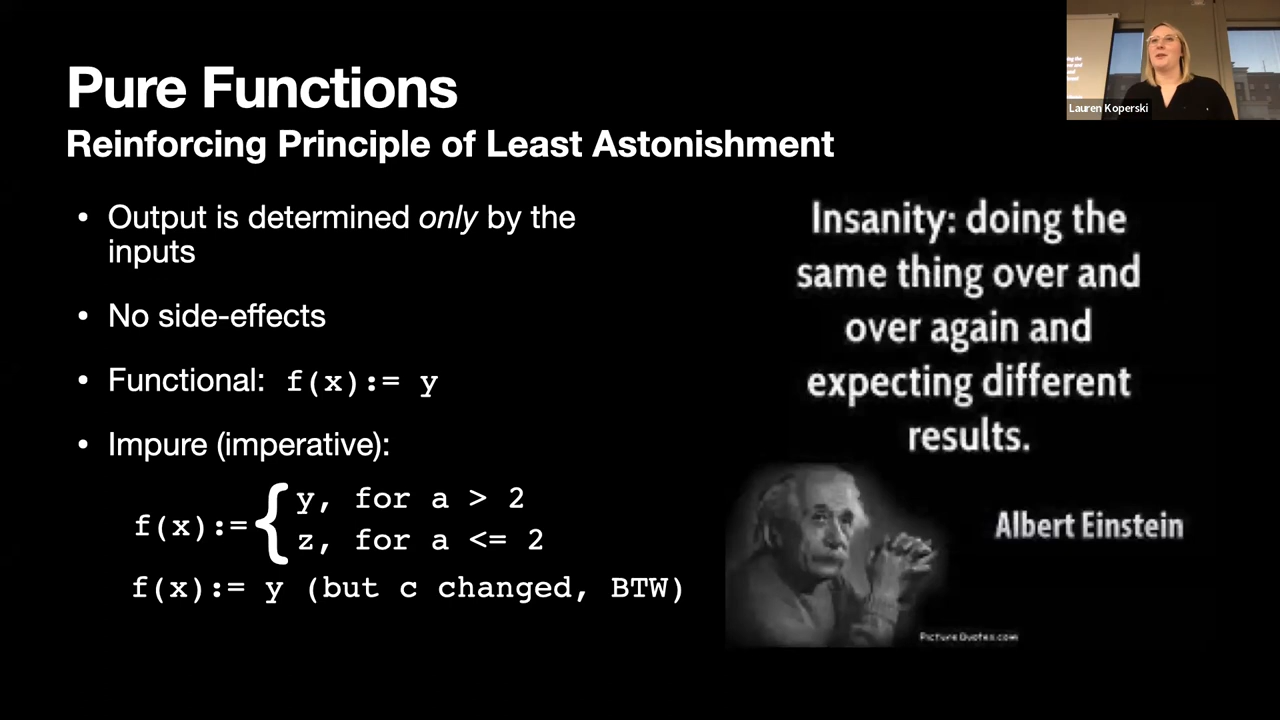 Pure Functions
Reinforcing Principle of Least Astonishment
• Output is determined only by the
inputs
• No side-effects
• Functional: f(x):= y
• Impure (imperative):
f(x):= { y, for a > 2
z, for a <= 2
f(x):= y (but c changed, BTW)
Insanity: doing the
same thing over and
over again and
expecting different
results.
Albert Einstein
PictureQuotes.com
Lauren Koperski